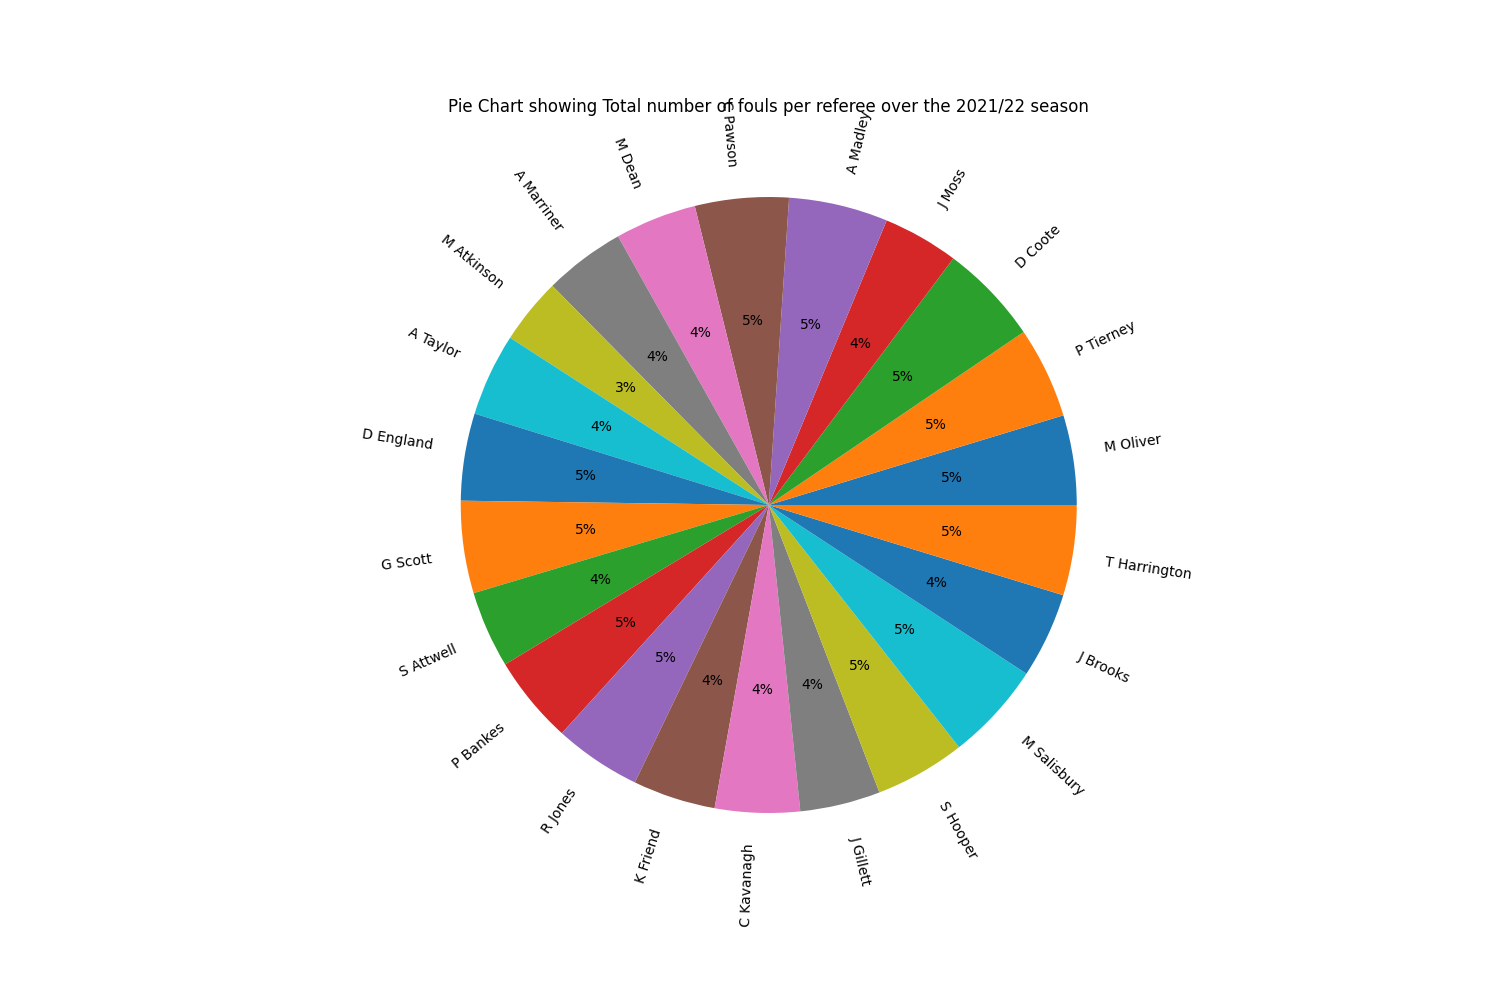 Pie Chart showing Total number of fouls per referee over the 2021/22 season
M Oliver
5%
P Tierney
5%
D Coote
5%
J Moss
4%
A Madley
5%
Pawson
5%
M Dean
4%
A Marriner
4%
M Atkinson
3%
A Taylor
4%
D England
5%
G Scott
5%
S Attwell
4%
P Bankes
5%
R Jones
5%
K Friend
4%
C Kavanagh
4%
J Gillett
4%
S Hooper
5%
M Salisbury
5%
J Brooks
4%
T Harrington
5%